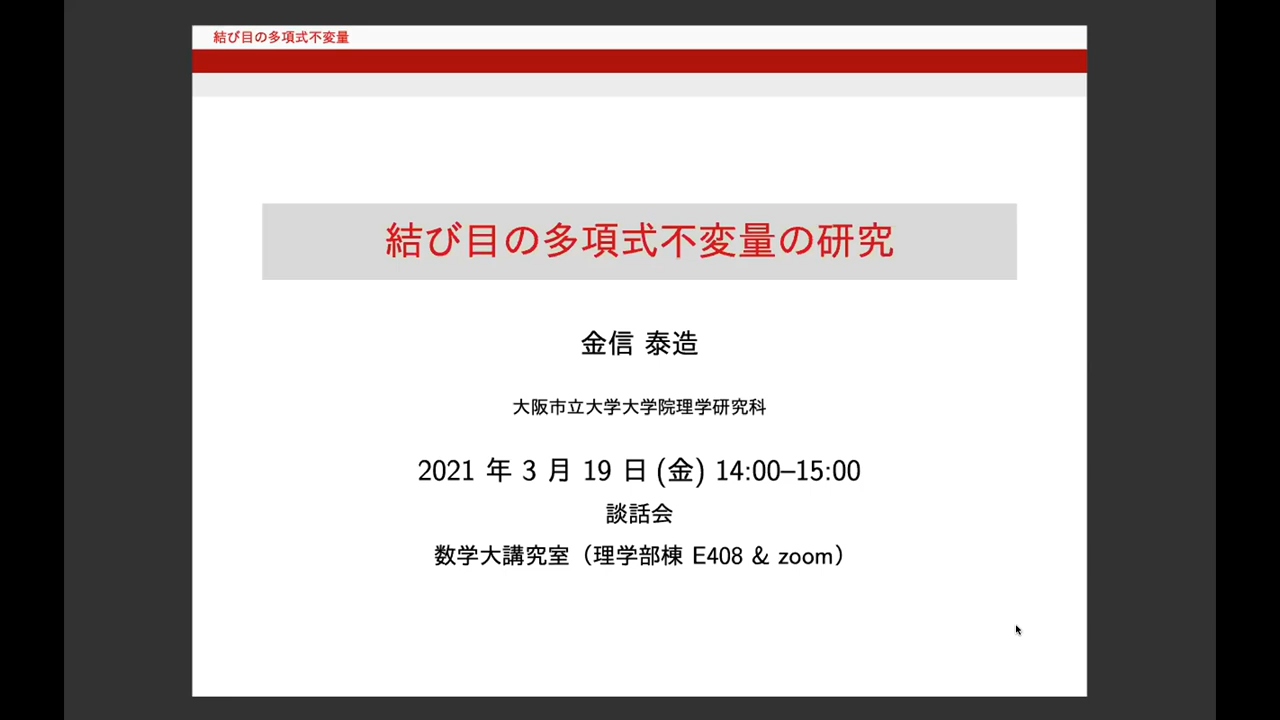 結び目の多項式不変量
結び目の多項式不変量の研究
金信 泰造
大阪市立大学大学院理学研究科
2021 年 3 月 19 日 (金) 14:00–15:00
談話会
数学大講究室（理学部棟 E408 & zoom）